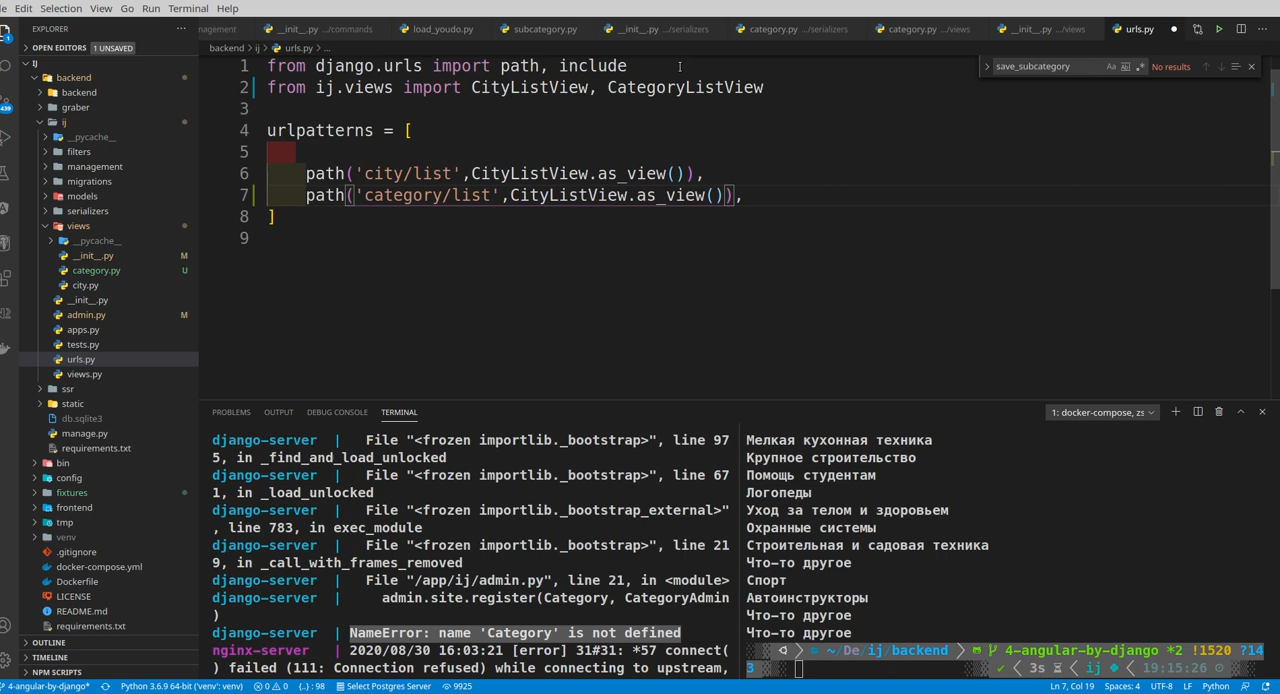 le Edit Selection View Go Run Terminal Help
EXPLORER
nagement
__init__.py .../commands
load_youdo.py
subcategory.py
__init__.py .../serializers
category.py .../serializers
category.py .../views
__init__.py .../views
urls.py
OPEN EDITORS 1 UNSAVED
backend > ij > urls.py > ...
save_subcategory
Aa
No results
IJ
backend
backend
graber
ij
__pycache__
filters
management
migrations
models
serializers
views
__pycache__
__init__.py M
category.py U
city.py
__init__.py
admin.py M
apps.py
tests.py
urls.py
views.py
ssr
static
db.sqlite3
manage.py
requirements.txt
bin
config
fixtures
frontend
tmp
venv
.gitignore
docker-compose.yml
Dockerfile
LICENSE
README.md
requirements.txt
OUTLINE
TIMELINE
NPM SCRIPTS
439
1
1 from django.urls import path, include
2 from ij.views import CityListView, CategoryListView
3
4 urlpatterns = [
5
6 path('city/list',CityListView.as_view()),
7 path('category/list',CityListView.as_view()),
8 ]
9
PROBLEMS OUTPUT DEBUG CONSOLE TERMINAL
1: docker-compose, zs
django-server | File "<frozen importlib._bootstrap>", line 97
5, in _find_and_load_unlocked
django-server | File "<frozen importlib._bootstrap>", line 67
1, in _load_unlocked
django-server | File "<frozen importlib._bootstrap_external>"
, line 783, in exec_module
django-server | File "<frozen importlib._bootstrap>", line 21
9, in _call_with_frames_removed
django-server | File "/app/ij/admin.py", line 21, in <module>
django-server | admin.site.register(Category, CategoryAdmin
)
django-server | NameError: name 'Category' is not defined
nginx-server | 2020/08/30 16:03:21 [error] 31#31: *57 connect(
) failed (111: Connection refused) while connecting to upstream,
Мелкая кухонная техника
Крупное строительство
Помощь студентам
Логопеды
Уход за телом и здоровьем
Охранные системы
Строительная и садовая техника
Что-то другое
Спорт
Автоинструкторы
Что-то другое
Что-то другое
~/De/ij/backend 4-angular-by-django *2 !1520 ?14
3
✔ 3s ij 19:15:26
4-angular-by-django* Python 3.6.9 64-bit ('venv': venv) 0 0 {..} : 98 Select Postgres Server 9925
Ln 7, Col 19 Spaces: 4 UTF-8 LF Python